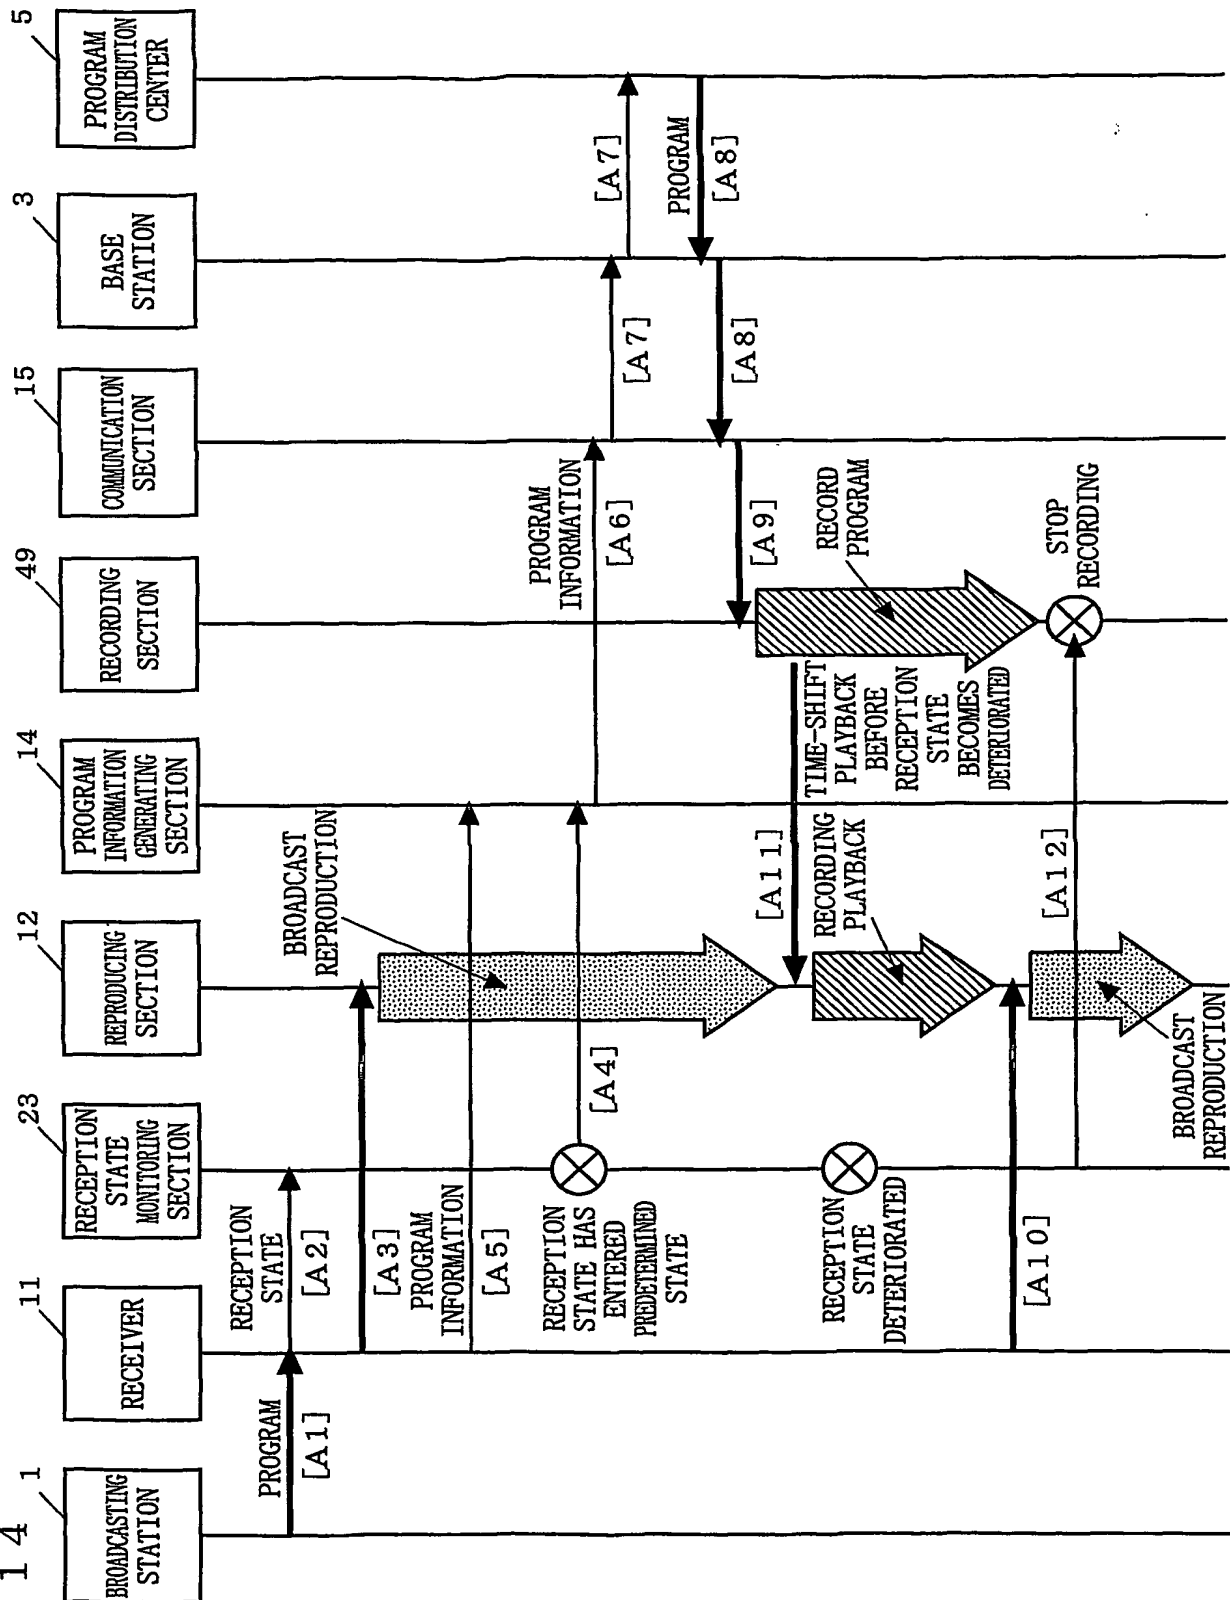 14
1
BROADCASTING
STATION
11
RECEIVER
23
RECEPTION
STATE
MONITORING
SECTION
12
REPRODUCING
SECTION
14
PROGRAM
INFORMATION
GENERATING
SECTION
49
RECORDING
SECTION
15
COMMUNICATION
SECTION
3
BASE
STATION
5
PROGRAM
DISTRIBUTION
CENTER
PROGRAM
[A1]
RECEPTION
STATE
[A2]
[A3]
BROADCAST
REPRODUCTION
PROGRAM
INFORMATION
[A5]
RECEPTION
STATE HAS
ENTERED
PREDETERMINED
STATE
[A4]
PROGRAM
INFORMATION
[A6]
[A7]
[A7]
PROGRAM
[A8]
[A8]
[A9]
RECORD
PROGRAM
[A11]
TIME-SHIFT
PLAYBACK
BEFORE
RECEPTION
STATE
BECOMES
DETERIORATED
RECORDING
PLAYBACK
RECEPTION
STATE
DETERIORATED
[A10]
[A12]
STOP
RECORDING
BROADCAST
REPRODUCTION